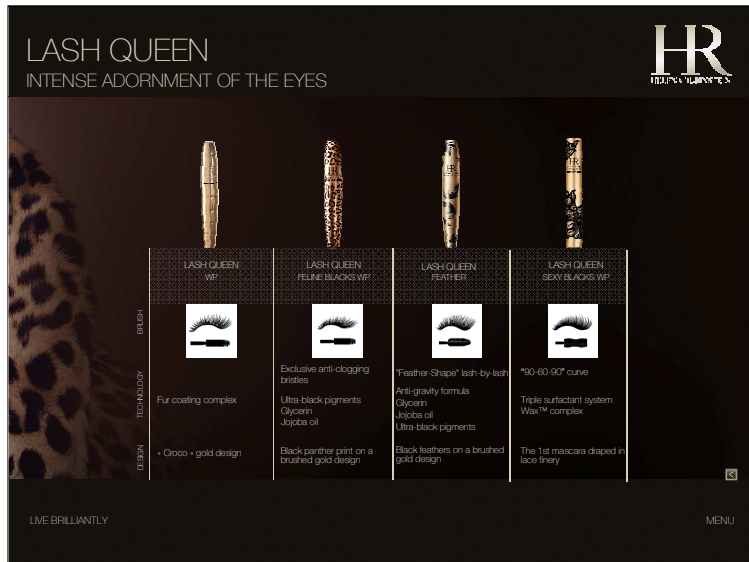 LASH QUEEN
INTENSE ADORNMENT OF THE EYES
HR
LASH QUEEN
WP
LASH QUEEN
FELINE BLACKS WP
LASH QUEEN
FEATHER
LASH QUEEN
SEXY BLACKS WP
BRUSH
TECHNOLOGY
Fur coating complex
Exclusive anti-clogging
bristles
Ultra-black pigments
Glycerin
Jojoba oil
"Feather-Shape" lash-by-lash
Anti-gravity formula
Glycerin
Jojoba oil
Ultra-black pigments
“90-60-90” curve
Triple surfactant system
Wax™ complex
DESIGN
« Croco » gold design
Black panther print on a
brushed gold design
Black feathers on a brushed
gold design
The 1st mascara draped in
lace finery
LIVE BRILLIANTLY
MENU